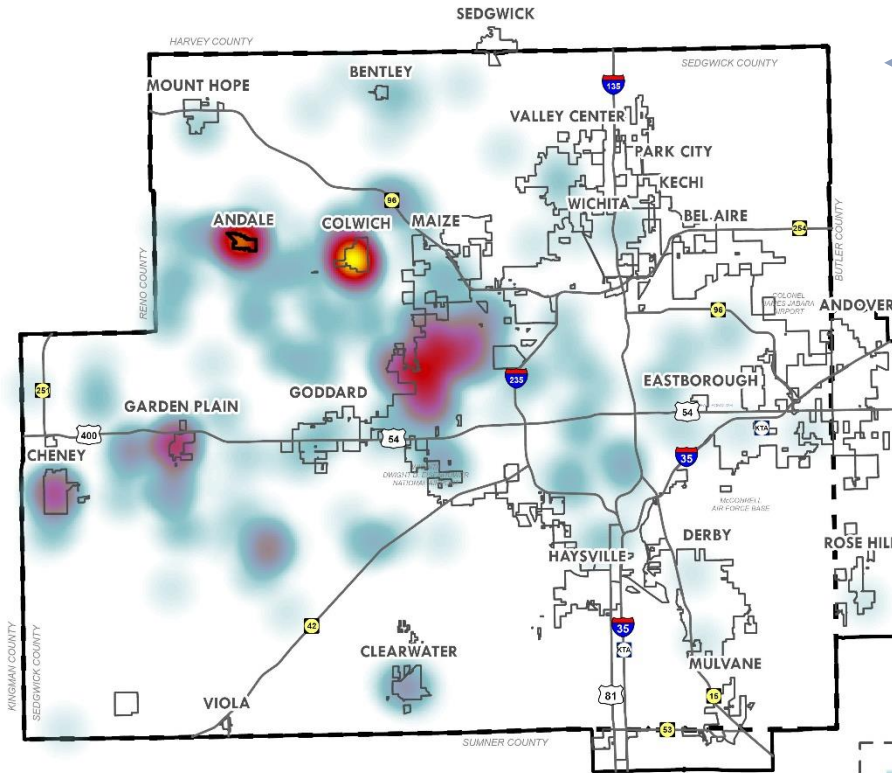 SEDGWICK
HARVEY COUNTY
SEDGWICK COUNTY
BENTLEY
MOUNT HOPE
135
VALLEY CENTER
PARK CITY
KECHI
96
WICHITA
ANDALE
COLWICH
MAIZE
BEL AIRE
254
RENO COUNTY
BUTLER COUNTY
COLONEL
JAMES JABARA
AIRPORT
ANDOVER
96
251
235
EASTBOROUGH
GODDARD
GARDEN PLAIN
54
400
54
KTA
CHENEY
35
DWIGHT D. EISENHOWER
McCONNELL
AIR FORCE BASE
DERBY
HAYSVILLE
ROSE HILL
42
35
KTA
CLEARWATER
KINGMAN COUNTY
SEDGWICK COUNTY
MULVANE
VIOLA
81
15
53
SUMNER COUNTY